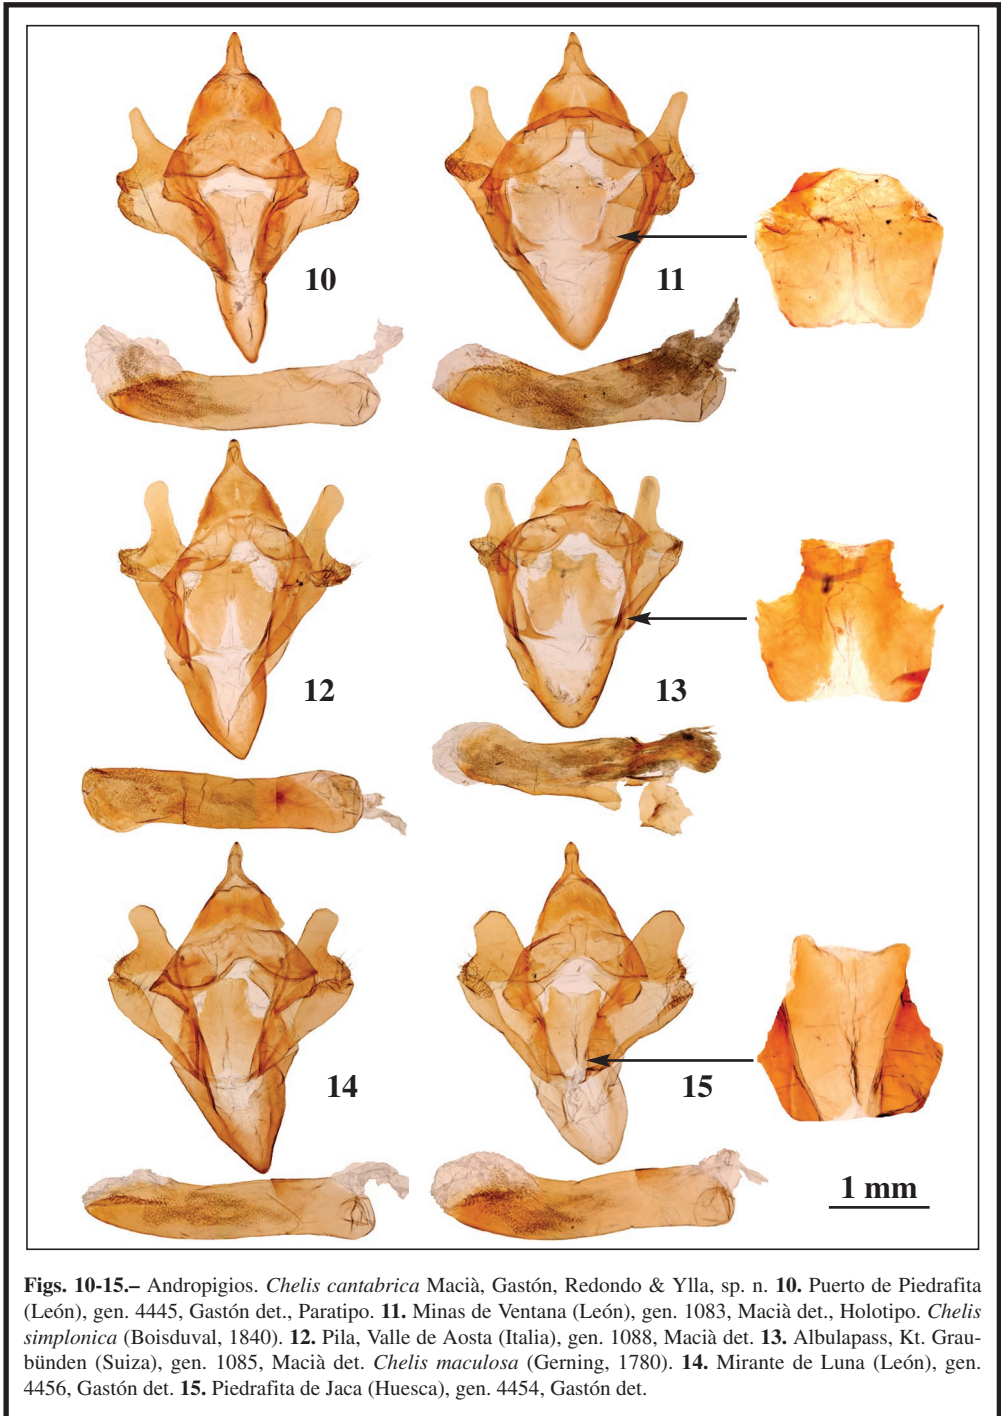 10
11
12
13
14
15
1 mm
Figs. 10-15.– Andropigios. Chelis cantabrica Macià, Gastón, Redondo & Ylla, sp. n. 10. Puerto de Piedrafita
(León), gen. 4445, Gastón det., Paratipo. 11. Minas de Ventana (León), gen. 1083, Macià det., Holotipo. Chelis
simplonica (Boisduval, 1840). 12. Pila, Valle de Aosta (Italia), gen. 1088, Macià det. 13. Albulapass, Kt. Grau-
bünden (Suiza), gen. 1085, Macià det. Chelis maculosa (Gerning, 1780). 14. Mirante de Luna (León), gen.
4456, Gastón det. 15. Piedrafita de Jaca (Huesca), gen. 4454, Gastón det.